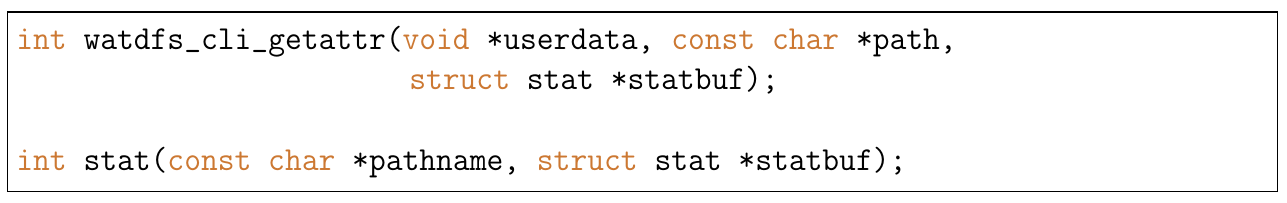 int watdfs_cli_getattr(void *userdata, const char *path,
                       struct stat *statbuf);
int stat(const char *pathname, struct stat *statbuf);